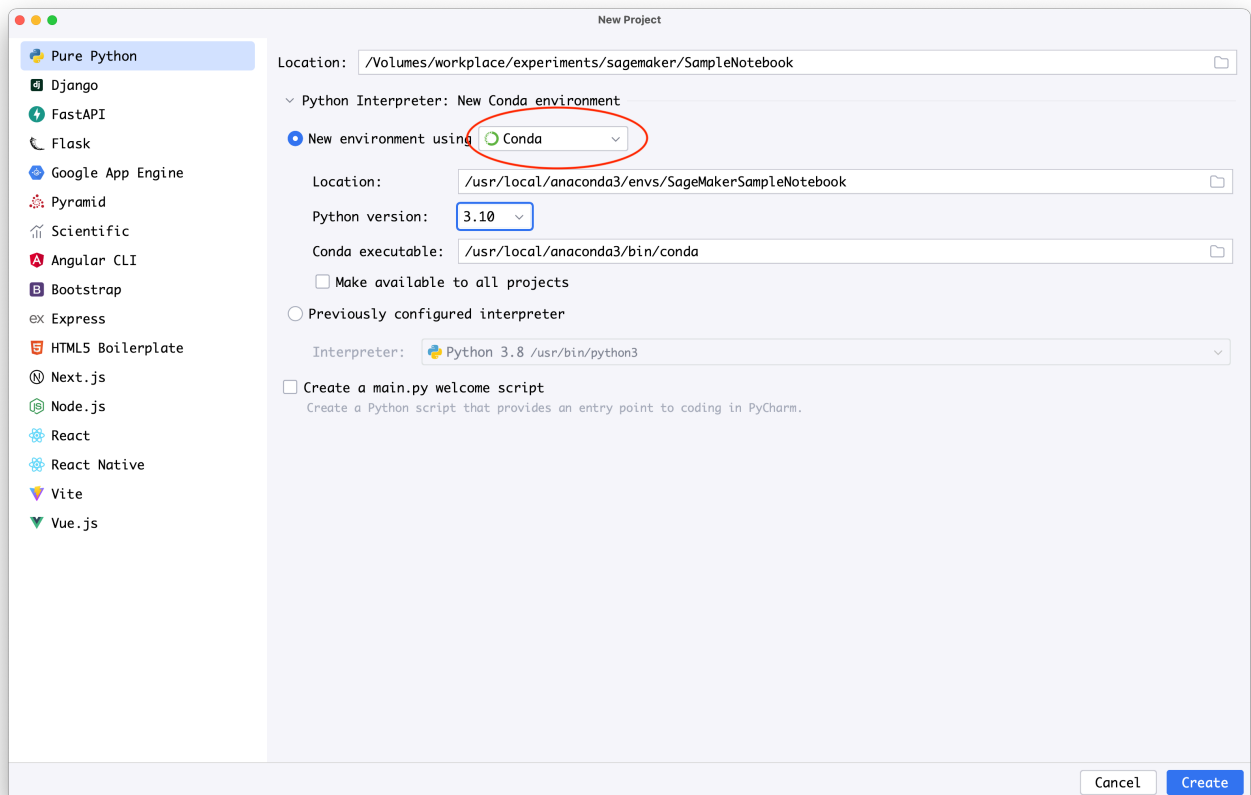 New Project
Pure Python
Django
FastAPI
Flask
Google App Engine
Pyramid
Scientific
Angular CLI
Bootstrap
Express
HTML5 Boilerplate
Next.js
Node.js
React
React Native
Vite
Vue.js
Location: /Volumes/workplace/experiments/sagemaker/SampleNotebook
Python Interpreter: New Conda environment
New environment using Conda
Location: /usr/local/anaconda3/envs/SageMakerSampleNotebook
Python version: 3.10
Conda executable: /usr/local/anaconda3/bin/conda
Make available to all projects
Previously configured interpreter
Interpreter: Python 3.8 /usr/bin/python3
Create a main.py welcome script
Create a Python script that provides an entry point to coding in PyCharm.
Cancel Create